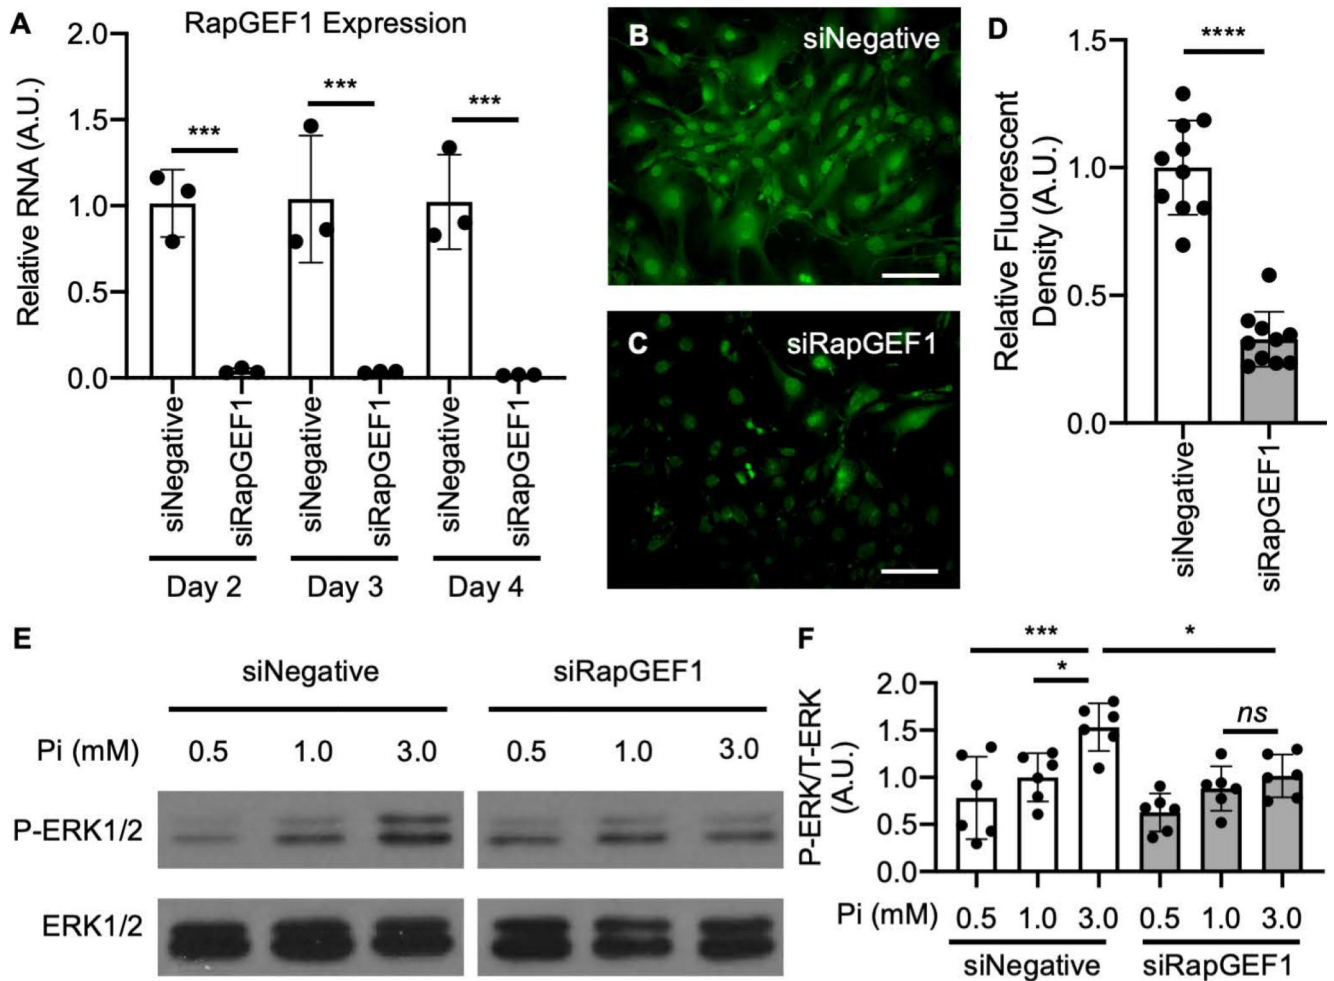 A
RapGEF1 Expression
Relative RNA (A.U.)
2.0
1.5
1.0
0.5
0.0
***
***
***
siNegative
siRapGEF1
siNegative
siRapGEF1
siNegative
siRapGEF1
Day 2
Day 3
Day 4
B
siNegative
C
siRapGEF1
D
Relative Fluorescent
Density (A.U.)
1.5
1.0
0.5
0.0
****
siNegative
siRapGEF1
E
siNegative siRapGEF1
Pi (mM) 0.5 1.0 3.0 0.5 1.0 3.0
P-ERK1/2
ERK1/2
F
P-ERK/T-ERK
(A.U.)
2.0
1.5
1.0
0.5
0.0
***
*
*
ns
Pi (mM) 0.5 1.0 3.0 0.5 1.0 3.0
siNegative siRapGEF1